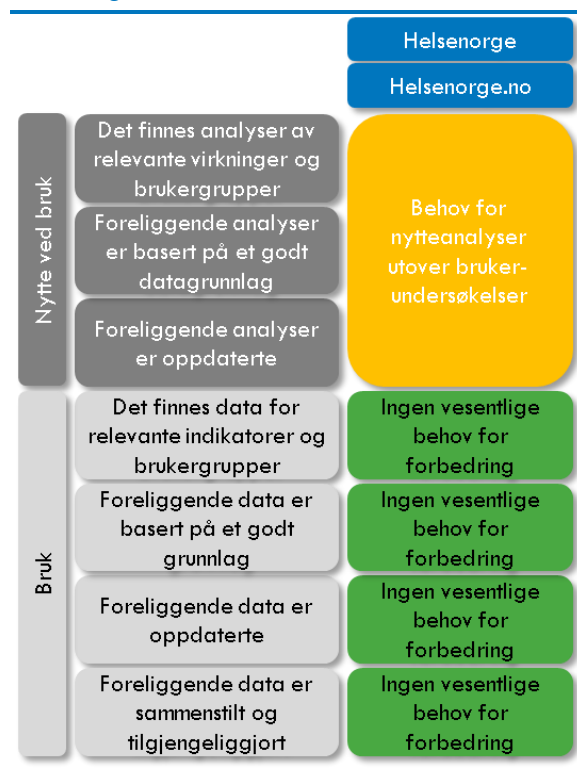 Helsenorge
Helsenorge.no
Nytte ved bruk
Det finnes analyser av
relevante virkninger og
brukergrupper
Foreliggende analyser
er basert på et godt
datagrunnlag
Foreliggende analyser
er oppdaterte
Behov for
nytteanalyser
utover bruker-
undersøkelser
Bruk
Det finnes data for
relevante indikatorer og
brukergrupper
Ingen vesentlige
behov for
forbedring
Foreliggende data er
basert på et godt
grunnlag
Ingen vesentlige
behov for
forbedring
Foreliggende data er
oppdaterte
Ingen vesentlige
behov for
forbedring
Foreliggende data er
sammenstilt og
tilgjengeliggjort
Ingen vesentlige
behov for
forbedring